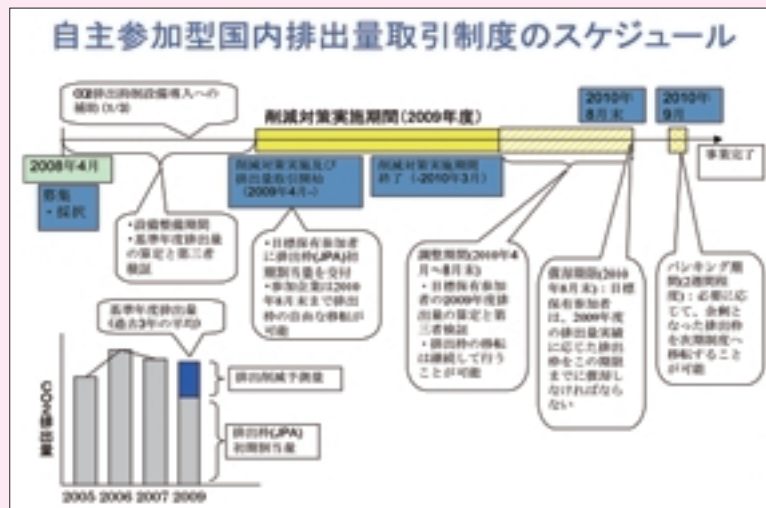 自主参加型国内排出量取引制度のスケジュール
CO2排出抑制設備導入への
補助(1/3)
削減対策実施期間(2009年度)
2010年
8月末
2010年
9月
事業完了
2008年4月
募集
・採択
削減対策実施及び
排出量取引開始
(2009年4月~)
削減対策実施期間
終了(~2010年3月)
・設備整備期間
・基準年度排出量
の算定と第三者
検証
・目標保有参加者
に排出枠(JPA)初
期割当量を交付
・参加企業は2010
年8月末まで排出
枠の自由な移転が
可能
調整期間(2010年4
月~8月末)
・目標保有参加
者の2009年度排出
量の算定と第三
者検証
・排出枠の移転
は継続して行う
ことが可能
償却期限(2010
年8月末):目標
保有参加者
は、2009年度
の排出量実績
に応じた排出
枠をこの期限
までに償却し
なければなら
ない
バンキング期
間(2週間程
度):必要に応
じて、余剰と
なった排出枠
を次期制度へ
移転すること
が可能
基準年度排出量
(過去3年の平均)
排出削減予測量
排出枠(JPA)
初期割当量
CO2排出量
2005 2006 2007 2009